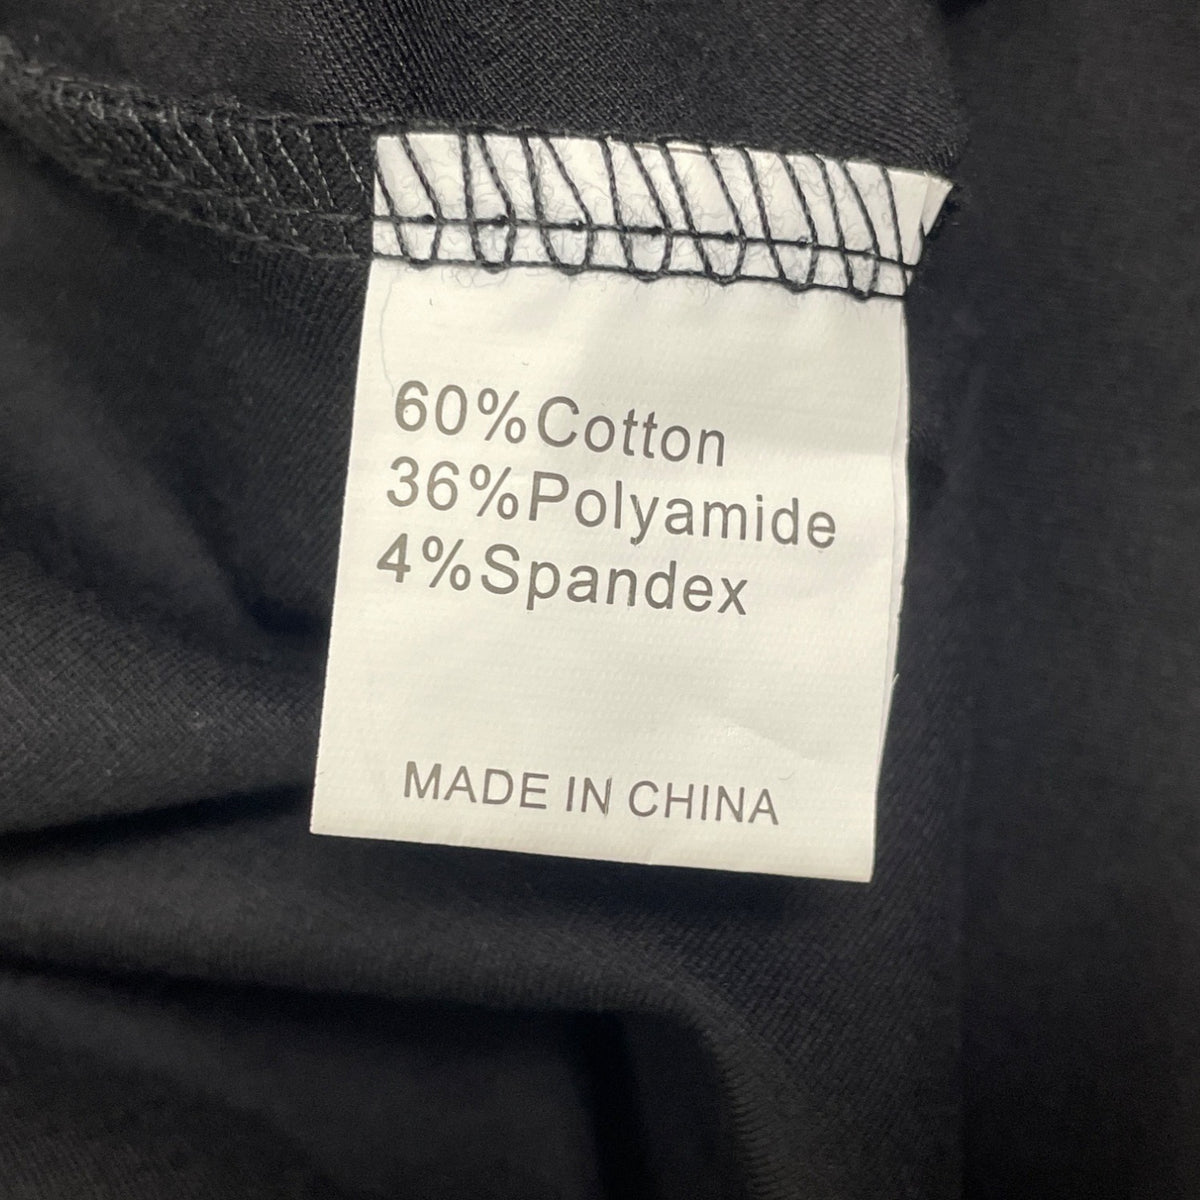 60%Cotton
36%Polyamide
4%Spandex
MADE IN CHINA